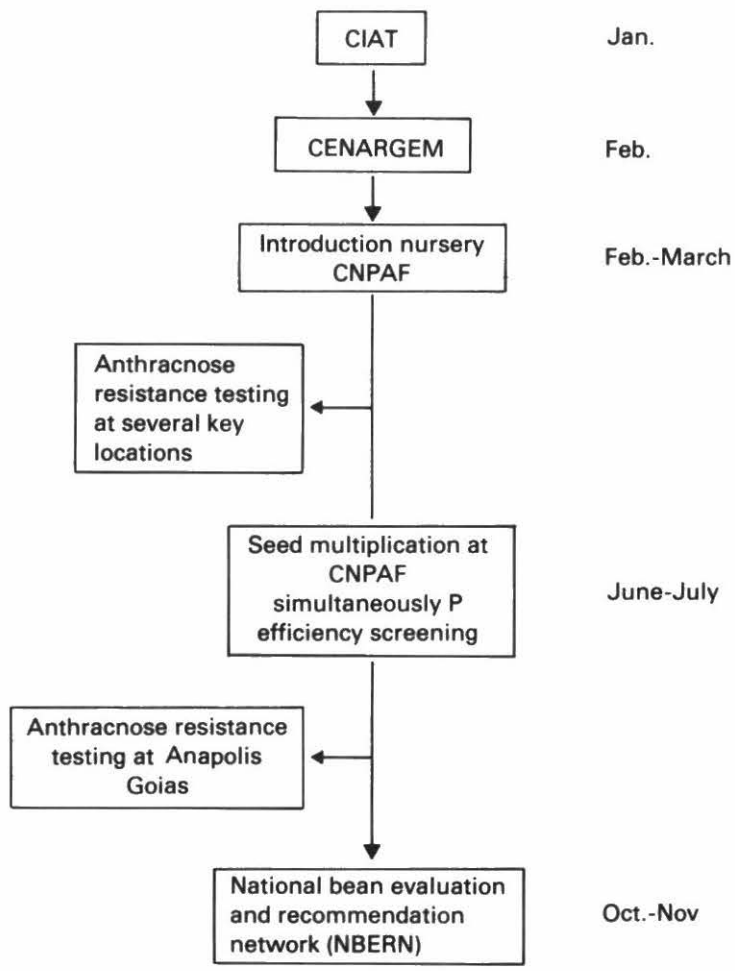 CIAT
Jan.
CENARGEM
Feb.
Introduction nursery
CNPAF
Feb.-March
Anthracnose
resistance testing
at several key
locations
Seed multiplication at
CNPAF
simultaneously P
efficiency screening
June-July
Anthracnose resistance
testing at Anapolis
Goias
National bean evaluation
and recommendation
network (NBERN)
Oct.-Nov